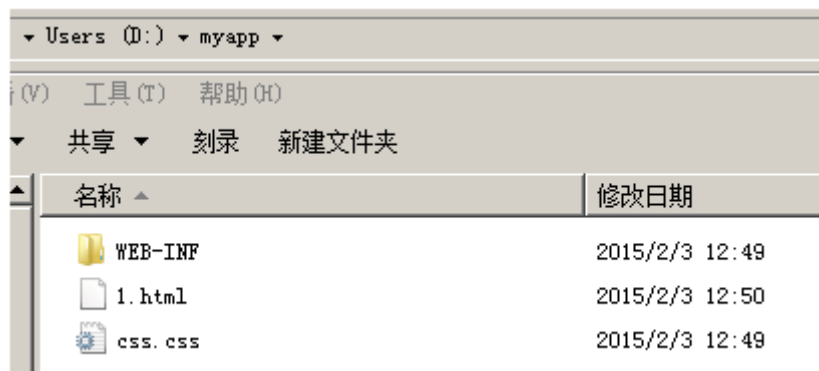 Users (D:) myapp
(V) 工具(T) 帮助(H)
共享 刻录 新建文件夹
名称 修改日期
WEB-INF 2015/2/3 12:49
1.html 2015/2/3 12:50
css.css 2015/2/3 12:49